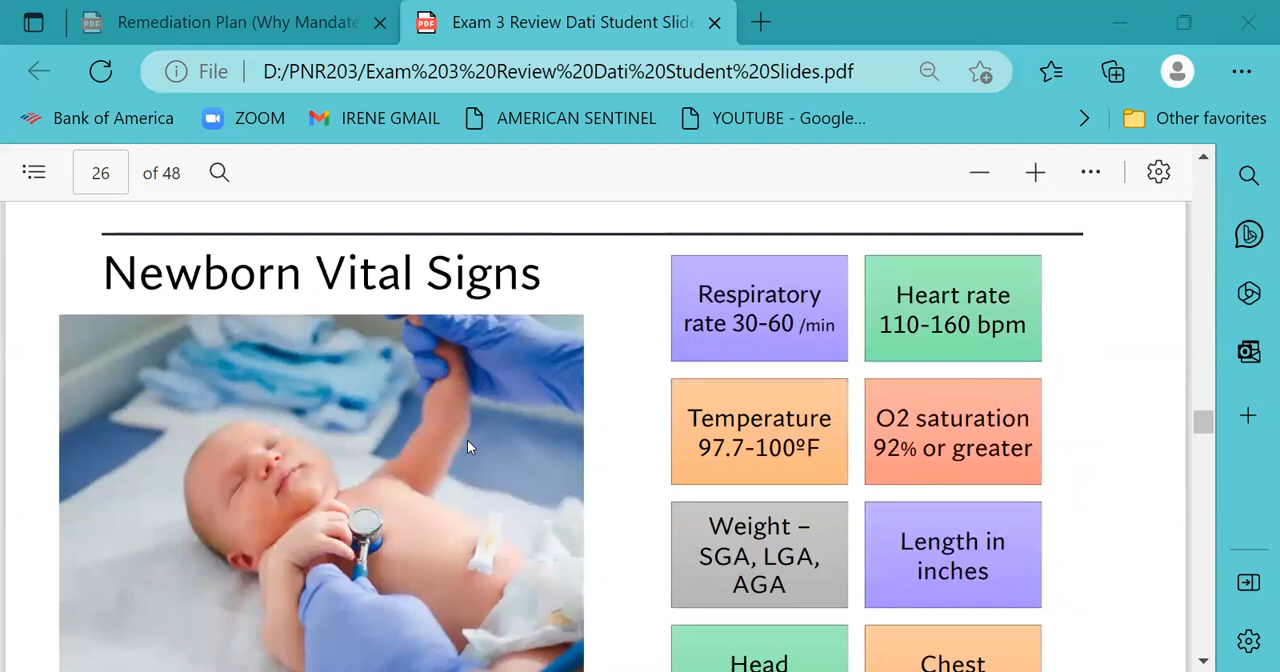 Remediation Plan (Why Mandate
Exam 3 Review Dati Student Slide
File
D:/PNR203/Exam%203%20Review%20Dati%20Student%20Slides.pdf
Bank of America
ZOOM
IRENE GMAIL
AMERICAN SENTINEL
YOUTUBE - Google...
Other favorites
26
of 48
Newborn Vital Signs
Respiratory
rate 30-60 /min
Heart rate
110-160 bpm
Temperature
97.7-100ºF
O2 saturation
92% or greater
Weight –
SGA, LGA,
AGA
Length in
inches
Head
Chest